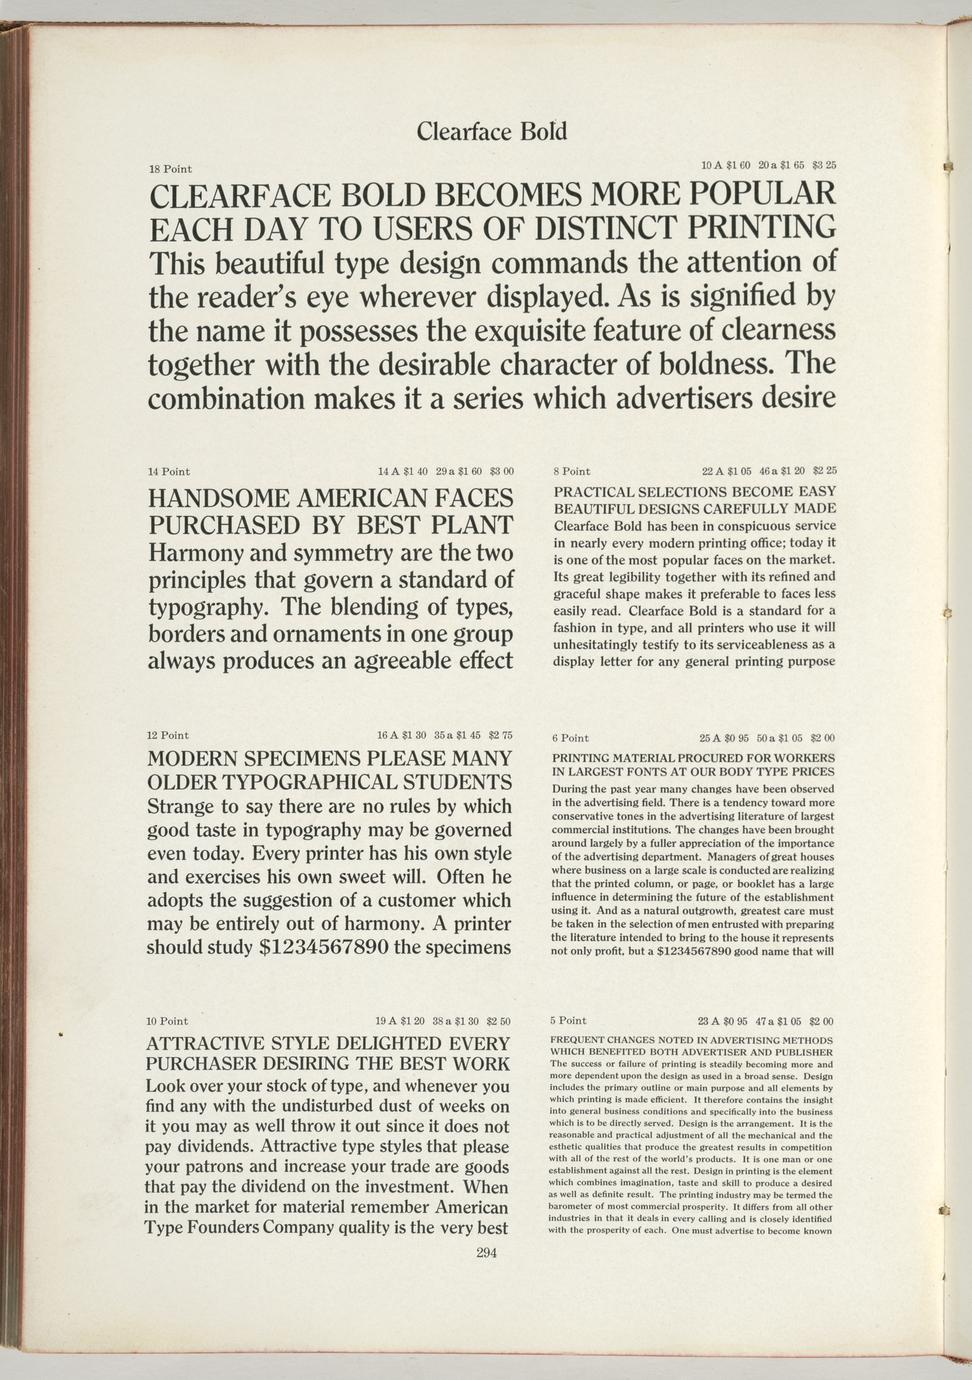 Clearface Bold
18 Point 10 A $1 60 20 a $1 65 $3 25
CLEARFACE BOLD BECOMES MORE POPULAR
EACH DAY TO USERS OF DISTINCT PRINTING
This beautiful type design commands the attention of
the reader's eye wherever displayed. As is signified by
the name it possesses the exquisite feature of clearness
together with the desirable character of boldness. The
combination makes it a series which advertisers desire
14 Point 14 A $1 40 29 a $1 60 $3 00
HANDSOME AMERICAN FACES
PURCHASED BY BEST PLANT
Harmony and symmetry are the two
principles that govern a standard of
typography. The blending of types,
borders and ornaments in one group
always produces an agreeable effect
8 Point 22 A $1 05 46 a $1 20 $2 25
PRACTICAL SELECTIONS BECOME EASY
BEAUTIFUL DESIGNS CAREFULLY MADE
Clearface Bold has been in conspicuous service
in nearly every modern printing office; today it
is one of the most popular faces on the market.
Its great legibility together with its refined and
graceful shape makes it preferable to faces less
easily read. Clearface Bold is a standard for a
fashion in type, and all printers who use it will
unhesitatingly testify to its serviceableness as a
display letter for any general printing purpose
12 Point 16 A $1 30 35 a $1 45 $2 75
MODERN SPECIMENS PLEASE MANY
OLDER TYPOGRAPHICAL STUDENTS
Strange to say there are no rules by which
good taste in typography may be governed
even today. Every printer has his own style
and exercises his own sweet will. Often he
adopts the suggestion of a customer which
may be entirely out of harmony. A printer
should study $1234567890 the specimens
6 Point 25 A $0 95 50 a $1 05 $2 00
PRINTING MATERIAL PROCURED FOR WORKERS
IN LARGEST FONTS AT OUR BODY TYPE PRICES
During the past year many changes have been observed
in the advertising field. There is a tendency toward more
conservative tones in the advertising literature of largest
commercial institutions. The changes have been brought
around largely by a fuller appreciation of the importance
of the advertising department. Managers of great houses
where business on a large scale is conducted are realizing
that the printed column, or page, or booklet has a large
influence in determining the future of the establishment
using it. And as a natural outgrowth, greatest care must
be taken in the selection of men entrusted with preparing
the literature intended to bring to the house it represents
not only profit, but a $1234567890 good name that will
10 Point 19 A $1 20 38 a $1 30 $2 50
ATTRACTIVE STYLE DELIGHTED EVERY
PURCHASER DESIRING THE BEST WORK
Look over your stock of type, and whenever you
find any with the undisturbed dust of weeks on
it you may as well throw it out since it does not
pay dividends. Attractive type styles that please
your patrons and increase your trade are goods
that pay the dividend on the investment. When
in the market for material remember American
Type Founders Company quality is the very best
5 Point 23 A $0 95 47 a $1 05 $2 00
FREQUENT CHANGES NOTED IN ADVERTISING METHODS
WHICH BENEFITED BOTH ADVERTISER AND PUBLISHER
The success or failure of printing is steadily becoming more and
more dependent upon the design as used in a broad sense. Design
includes the primary outline or main purpose and all elements by
which printing is made efficient. It therefore contains the insight
into general business conditions and specifically into the business
which is to be directly served. Design is the arrangement. It is the
reasonable and practical adjustment of all the mechanical and the
esthetic qualities that produce the greatest results in competition
with all of the rest of the world's products. It is one man or one
establishment against all the rest. Design in printing is the element
which combines imagination, taste and skill to produce a desired
as well as definite result. The printing industry may be termed the
barometer of most commercial prosperity. It differs from all other
industries in that it deals in every calling and is closely identified
with the prosperity of each. One must advertise to become known
294